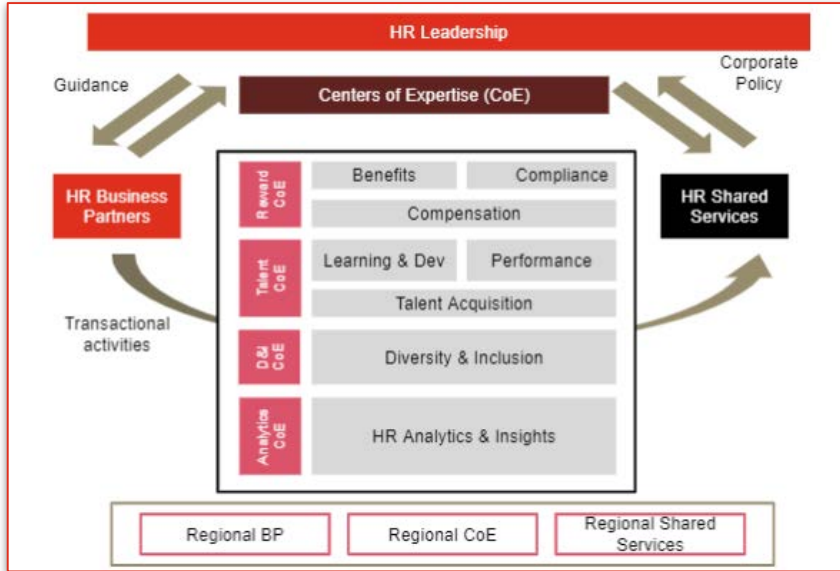 HR Leadership
Guidance
Corporate
Policy
Centers of Expertise (CoE)
HR Business
Partners
HR Shared
Services
Reward
CoE
Benefits
Compliance
Compensation
Talent
CoE
Learning & Dev
Performance
Talent Acquisition
Transactional
activities
D&I
CoE
Diversity & Inclusion
Analytics
CoE
HR Analytics & Insights
Regional BP
Regional CoE
Regional Shared
Services